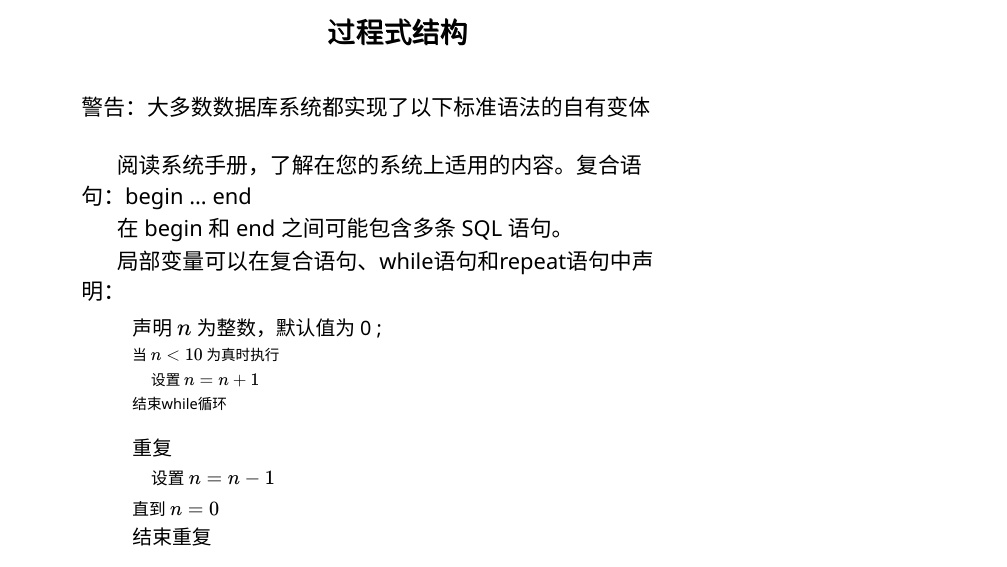 过程式结构
警告：大多数数据库系统都实现了以下标准语法的自有变体
阅读系统手册，了解在您的系统上适用的内容。复合语
句：begin ... end
在 begin 和 end 之间可能包含多条 SQL 语句。
局部变量可以在复合语句、while语句和repeat语句中声
明：
声明 n 为整数，默认值为 0 ;
当 n < 10 为真时执行
设置 n = n + 1
结束while循环
重复
设置 n = n − 1
直到 n = 0
结束重复